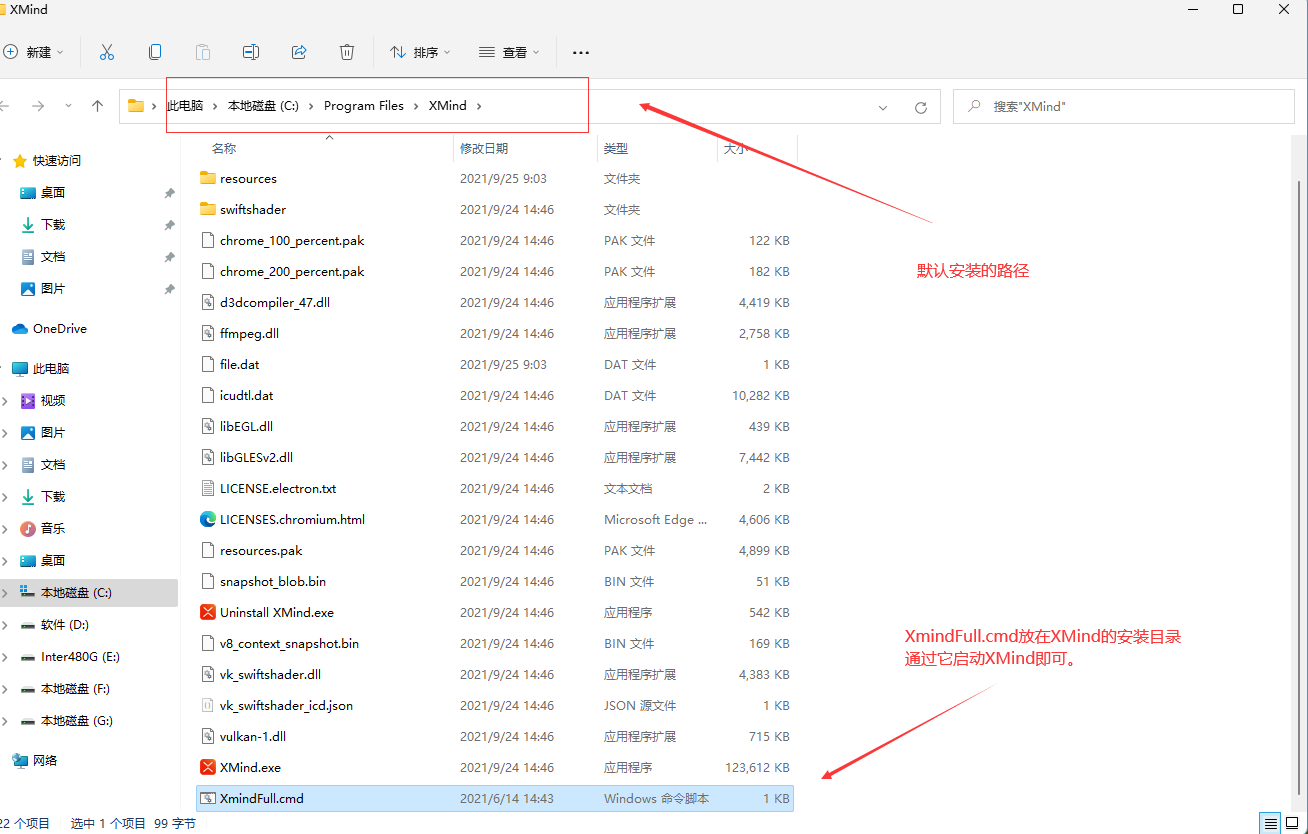 XMind
新建
排序
查看
此电脑 › 本地磁盘 (C:) › Program Files › XMind ›
搜索"XMind"
默认安装的路径
XmindFull.cmd放在XMind的安装目录
通过它启动XMind即可。
快速访问
桌面
下载
文档
图片
OneDrive
此电脑
视频
图片
文档
下载
音乐
桌面
本地磁盘 (C:)
软件 (D:)
Inter480G (E:)
本地磁盘 (F:)
本地磁盘 (G:)
网络
名称 修改日期 类型 大小
resources 2021/9/25 9:03 文件夹
swiftshader 2021/9/24 14:46 文件夹
chrome_100_percent.pak 2021/9/24 14:46 PAK 文件 122 KB
chrome_200_percent.pak 2021/9/24 14:46 PAK 文件 182 KB
d3dcompiler_47.dll 2021/9/24 14:46 应用程序扩展 4,419 KB
ffmpeg.dll 2021/9/24 14:46 应用程序扩展 2,758 KB
file.dat 2021/9/25 9:03 DAT 文件 1 KB
icudtl.dat 2021/9/24 14:46 DAT 文件 10,282 KB
libEGL.dll 2021/9/24 14:46 应用程序扩展 439 KB
libGLESv2.dll 2021/9/24 14:46 应用程序扩展 7,442 KB
LICENSE.electron.txt 2021/9/24 14:46 文本文档 2 KB
LICENSES.chromium.html 2021/9/24 14:46 Microsoft Edge ... 4,606 KB
resources.pak 2021/9/24 14:46 PAK 文件 4,899 KB
snapshot_blob.bin 2021/9/24 14:46 BIN 文件 51 KB
Uninstall XMind.exe 2021/9/24 14:46 应用程序 542 KB
v8_context_snapshot.bin 2021/9/24 14:46 BIN 文件 169 KB
vk_swiftshader.dll 2021/9/24 14:46 应用程序扩展 4,383 KB
vk_swiftshader_icd.json 2021/9/24 14:46 JSON 源文件 1 KB
vulkan-1.dll 2021/9/24 14:46 应用程序扩展 715 KB
XMind.exe 2021/9/24 14:46 应用程序 123,612 KB
XmindFull.cmd 2021/6/14 14:43 Windows 命令脚本 1 KB
22 个项目 选中 1 个项目 99 字节